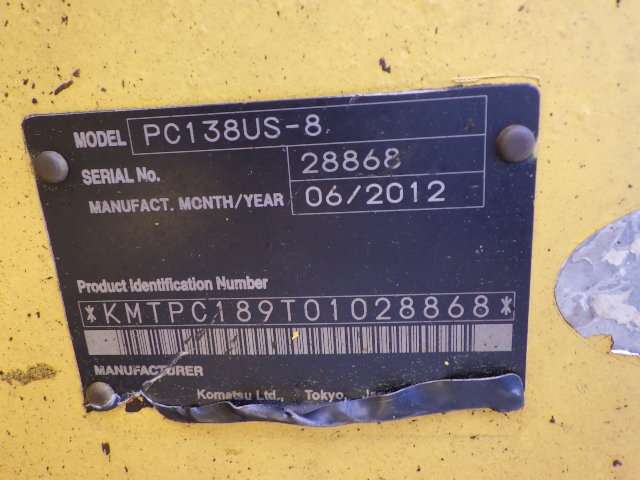 MODEL PC138US-8
SERIAL No. 28868
MANUFACT. MONTH/YEAR 06/2012
Product Identification Number
*KMTPC189T01028868*
MANUFACTURER
Komatsu Ltd., Tokyo,